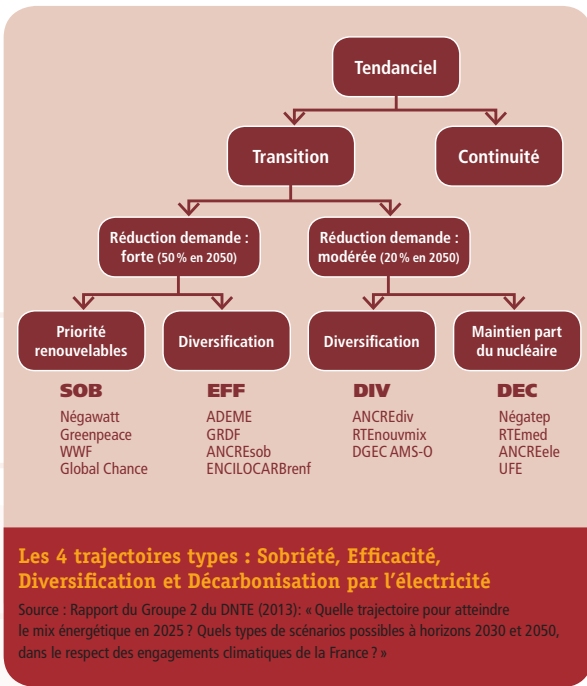 Tendanciel
Transition
Continuité
Réduction demande :
forte (50 % en 2050)
Réduction demande :
modérée (20 % en 2050)
Priorité
renouvelables
Diversification
Diversification
Maintien part
du nucléaire
SOB
Négawatt
Greenpeace
WWF
Global Chance
EFF
ADEME
GRDF
ANCREsob
ENCILOCARBrenf
DIV
ANCREdiv
RTEnouvmix
DGEC AMS-O
DEC
Négatep
RTEmed
ANCREele
UFE
Les 4 trajectoires types : Sobriété, Efficacité,
Diversification et Décarbonisation par l'électricité
Source : Rapport du Groupe 2 du DNTE (2013): « Quelle trajectoire pour atteindre
le mix énergétique en 2025 ? Quels types de scénarios possibles à horizons 2030 et 2050,
dans le respect des engagements climatiques de la France ? »